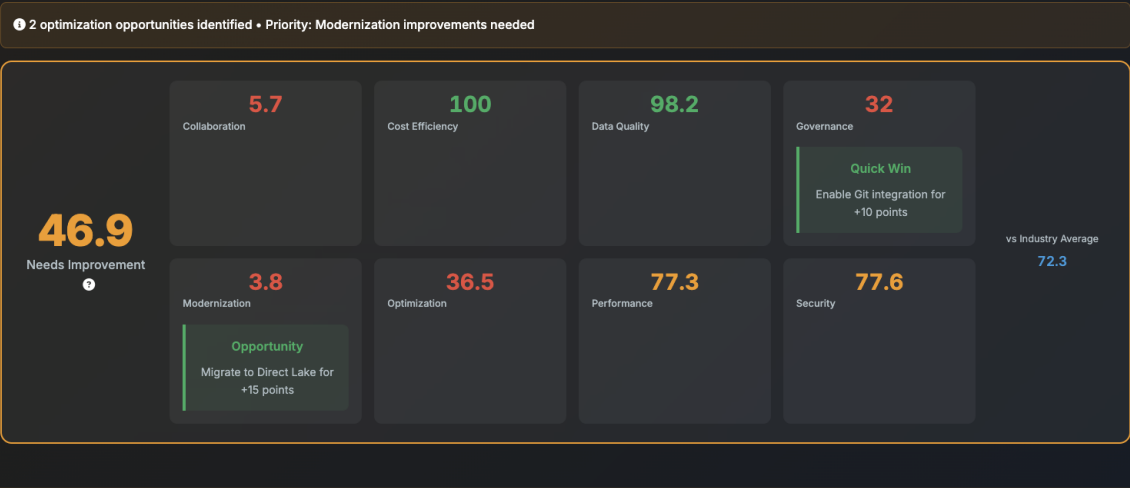 2 optimization opportunities identified • Priority: Modernization improvements needed
46.9
Needs Improvement
?
5.7
Collaboration
100
Cost Efficiency
98.2
Data Quality
32
Governance
Quick Win
Enable Git integration for
+10 points
3.8
Modernization
Opportunity
Migrate to Direct Lake for
+15 points
36.5
Optimization
77.3
Performance
77.6
Security
vs Industry Average
72.3